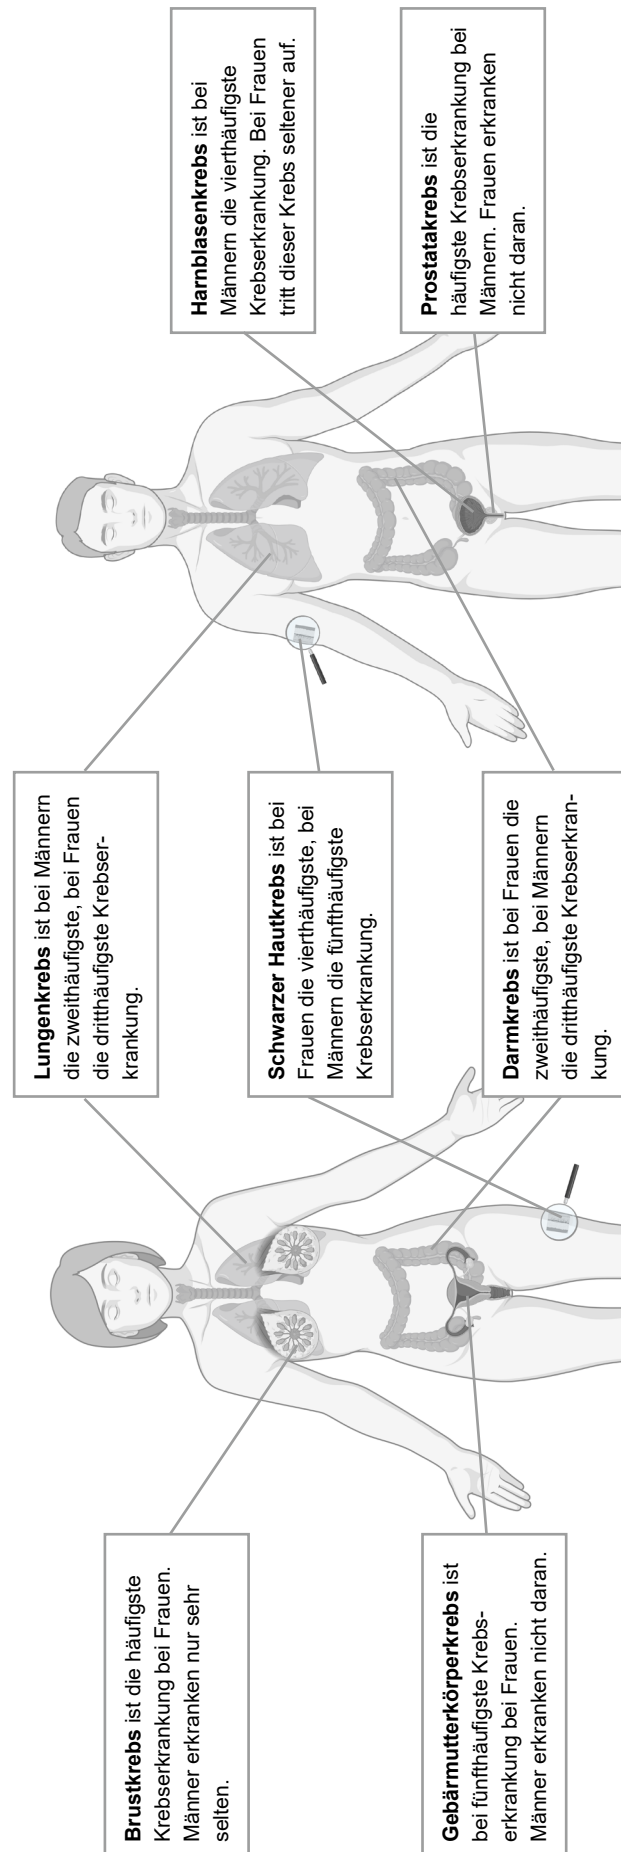 Brustkrebs ist die häufigste
Krebserkrankung bei Frauen.
Männer erkranken nur sehr
selten.
Gebärmutterkörperkrebs ist
bei fünfthäufigste Krebs-
erkrankung bei Frauen.
Männer erkranken nicht daran.
Lungenkrebs ist bei Männern
die zweithäufigste, bei Frauen
die dritthäufigste Krebser-
krankung.
Schwarzer Hautkrebs ist bei
Frauen die vierthäufigste, bei
Männern die fünfthäufigste
Krebserkrankung.
Darmkrebs ist bei Frauen die
zweithäufigste, bei Männern
die dritthäufigste Krebserkran-
kung.
Harnblasenkrebs ist bei
Männern die vierthäufigste
Krebserkrankung. Bei Frauen
tritt dieser Krebs seltener auf.
Prostatakrebs ist die
häufigste Krebserkrankung bei
Männern. Frauen erkranken
nicht daran.